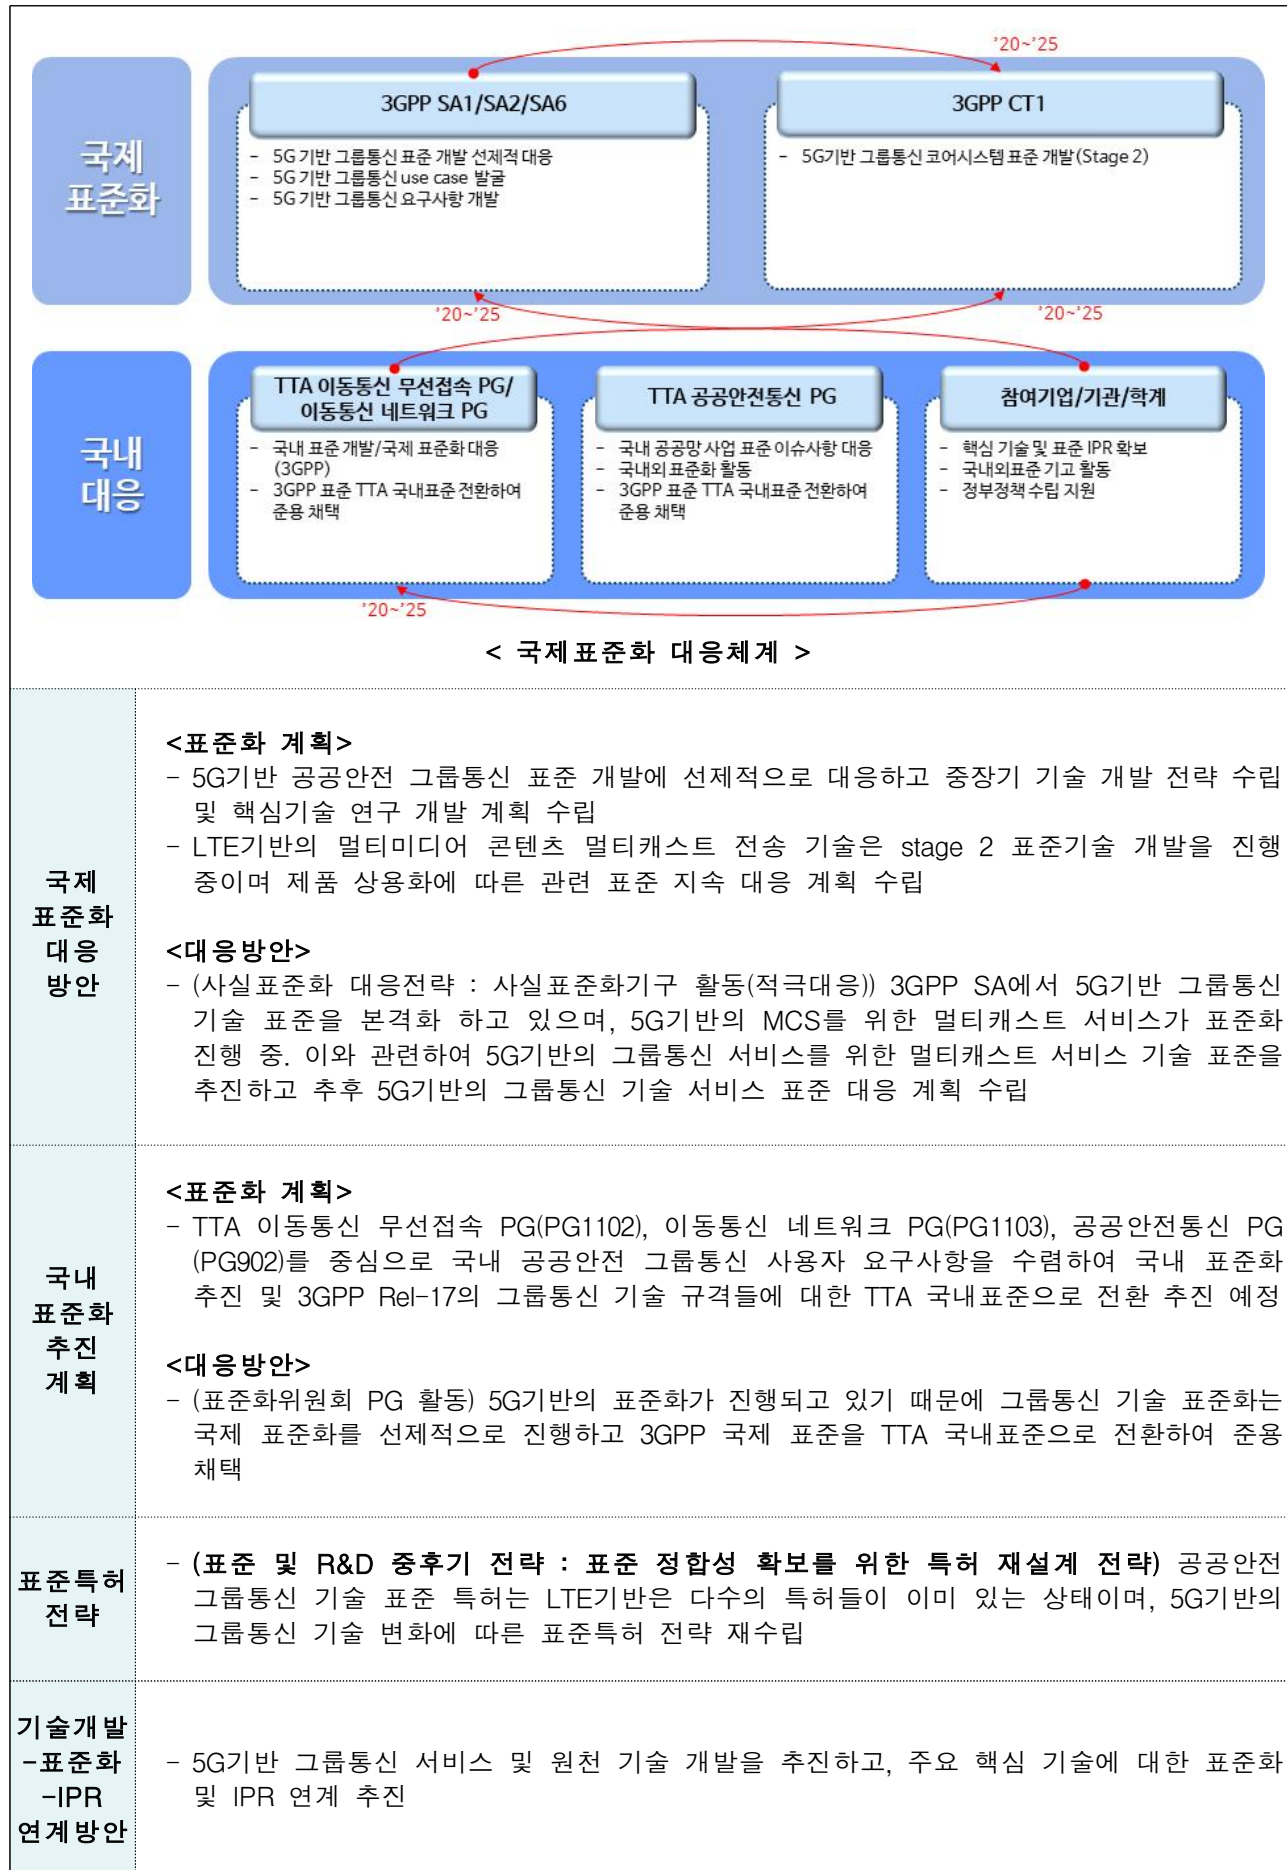 '20~'25
국제
표준화
3GPP SA1/SA2/SA6
- 5G 기반 그룹통신 표준 개발 선제적 대응
- 5G 기반 그룹통신 use case 발굴
- 5G 기반 그룹통신 요구사항 개발
3GPP CT1
- 5G기반 그룹통신 코어시스템 표준 개발(Stage 2)
'20~'25
'20~'25
국내
대응
TTA 이동통신 무선접속 PG/
이동통신 네트워크 PG
- 국내 표준 개발/국제 표준화 대응
(3GPP)
- 3GPP 표준 TTA 국내표준 전환하여
준용 채택
TTA 공공안전통신 PG
- 국내 공공망 사업 표준 이슈사항 대응
- 국내외 표준화 활동
- 3GPP 표준 TTA 국내표준 전환하여
준용 채택
참여기업/기관/학계
- 핵심 기술 및 표준 IPR 확보
- 국내외표준 기고 활동
- 정부정책 수립 지원
'20~'25
< 국제표준화 대응체계 >
국제
표준화
대응
방안
<표준화 계획>
- 5G기반 공공안전 그룹통신 표준 개발에 선제적으로 대응하고 중장기 기술 개발 전략 수립
및 핵심기술 연구 개발 계획 수립
- LTE기반의 멀티미디어 콘텐츠 멀티캐스트 전송 기술은 stage 2 표준기술 개발을 진행
중이며 제품 상용화에 따른 관련 표준 지속 대응 계획 수립
<대응방안>
- (사실표준화 대응전략 : 사실표준화기구 활동(적극대응)) 3GPP SA에서 5G기반 그룹통신
기술 표준을 본격화 하고 있으며, 5G기반의 MCS를 위한 멀티캐스트 서비스가 표준화
진행 중. 이와 관련하여 5G기반의 그룹통신 서비스를 위한 멀티캐스트 서비스 기술 표준을
추진하고 추후 5G기반의 그룹통신 기술 서비스 표준 대응 계획 수립
국내
표준화
추진
계획
<표준화 계획>
- TTA 이동통신 무선접속 PG(PG1102), 이동통신 네트워크 PG(PG1103), 공공안전통신 PG
(PG902)를 중심으로 국내 공공안전 그룹통신 사용자 요구사항을 수렴하여 국내 표준화
추진 및 3GPP Rel-17의 그룹통신 기술 규격들에 대한 TTA 국내표준으로 전환 추진 예정
<대응방안>
- (표준화위원회 PG 활동) 5G기반의 표준화가 진행되고 있기 때문에 그룹통신 기술 표준화는
국제 표준화를 선제적으로 진행하고 3GPP 국제 표준을 TTA 국내표준으로 전환하여 준용
채택
표준특허
전략
- (표준 및 R&D 중후기 전략 : 표준 정합성 확보를 위한 특허 재설계 전략) 공공안전
그룹통신 기술 표준 특허는 LTE기반은 다수의 특허들이 이미 있는 상태이며, 5G기반의
그룹통신 기술 변화에 따른 표준특허 전략 재수립
기술개발
-표준화
-IPR
연계방안
- 5G기반 그룹통신 서비스 및 원천 기술 개발을 추진하고, 주요 핵심 기술에 대한 표준화
및 IPR 연계 추진